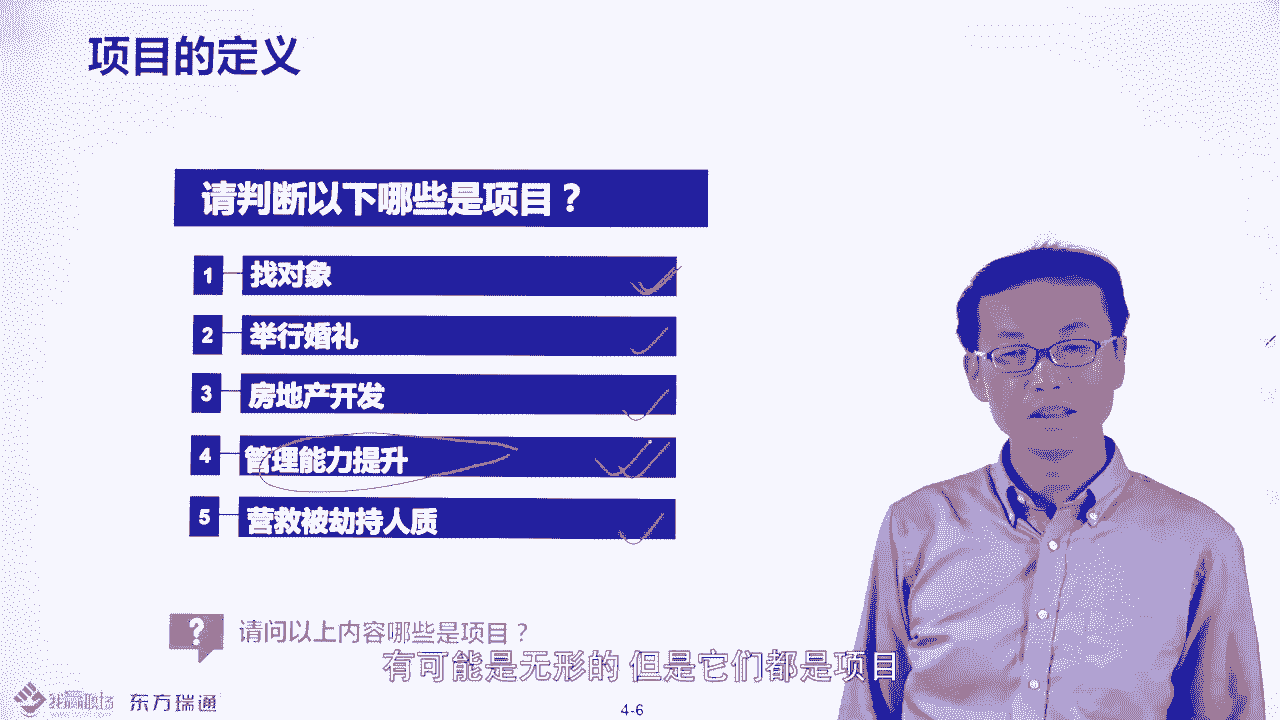 项目的定义
请判断以下哪些是项目？
1 找对象
2 举行婚礼
3 房地产开发
4 管理能力提升
5 营救被劫持人质
? 请问以上内容哪些是项目？
有可能是无形的 但是它们都是项目
东方瑞通
4-6